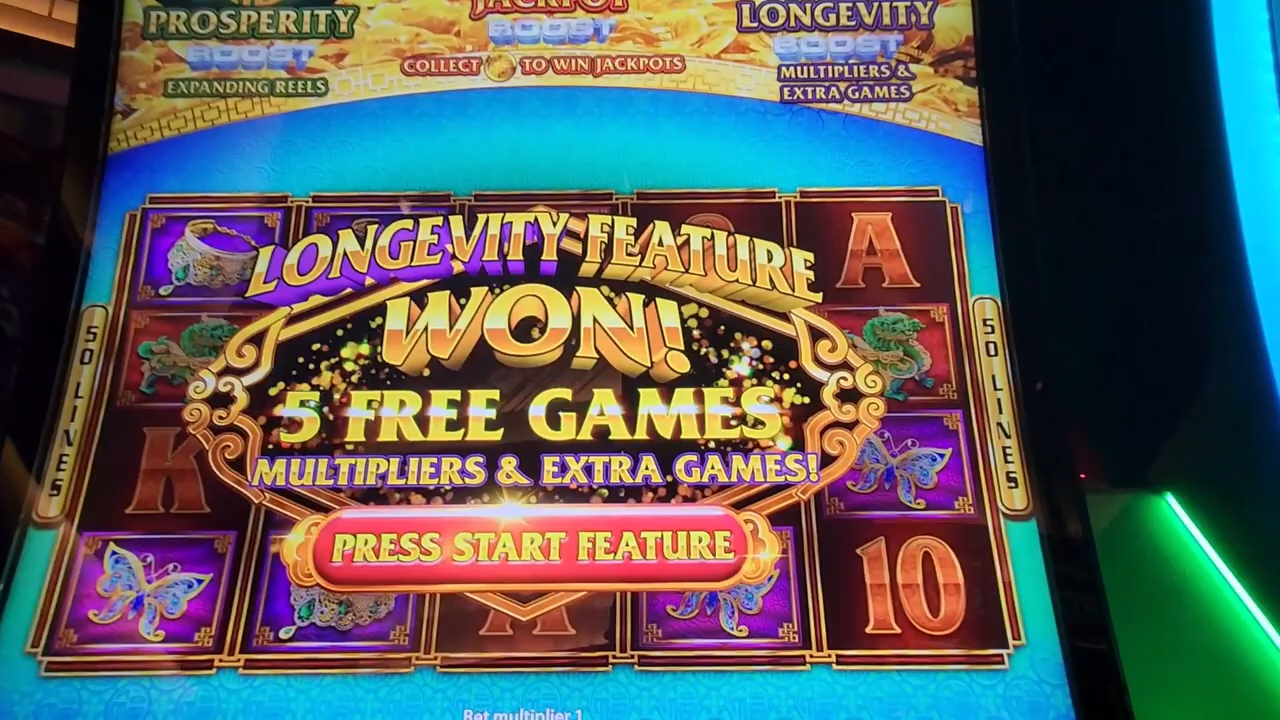 PROSPERITY
BOOST
EXPANDING REELS
JACKPOT
BOOST
COLLECT TO WIN JACKPOTS
LONGEVITY
BOOST
MULTIPLIERS &
EXTRA GAMES
50 LINES
50 LINES
A
K
10
LONGEVITY FEATURE
WON!
5 FREE GAMES
MULTIPLIERS & EXTRA GAMES!
PRESS START FEATURE
Bet multiplier 1